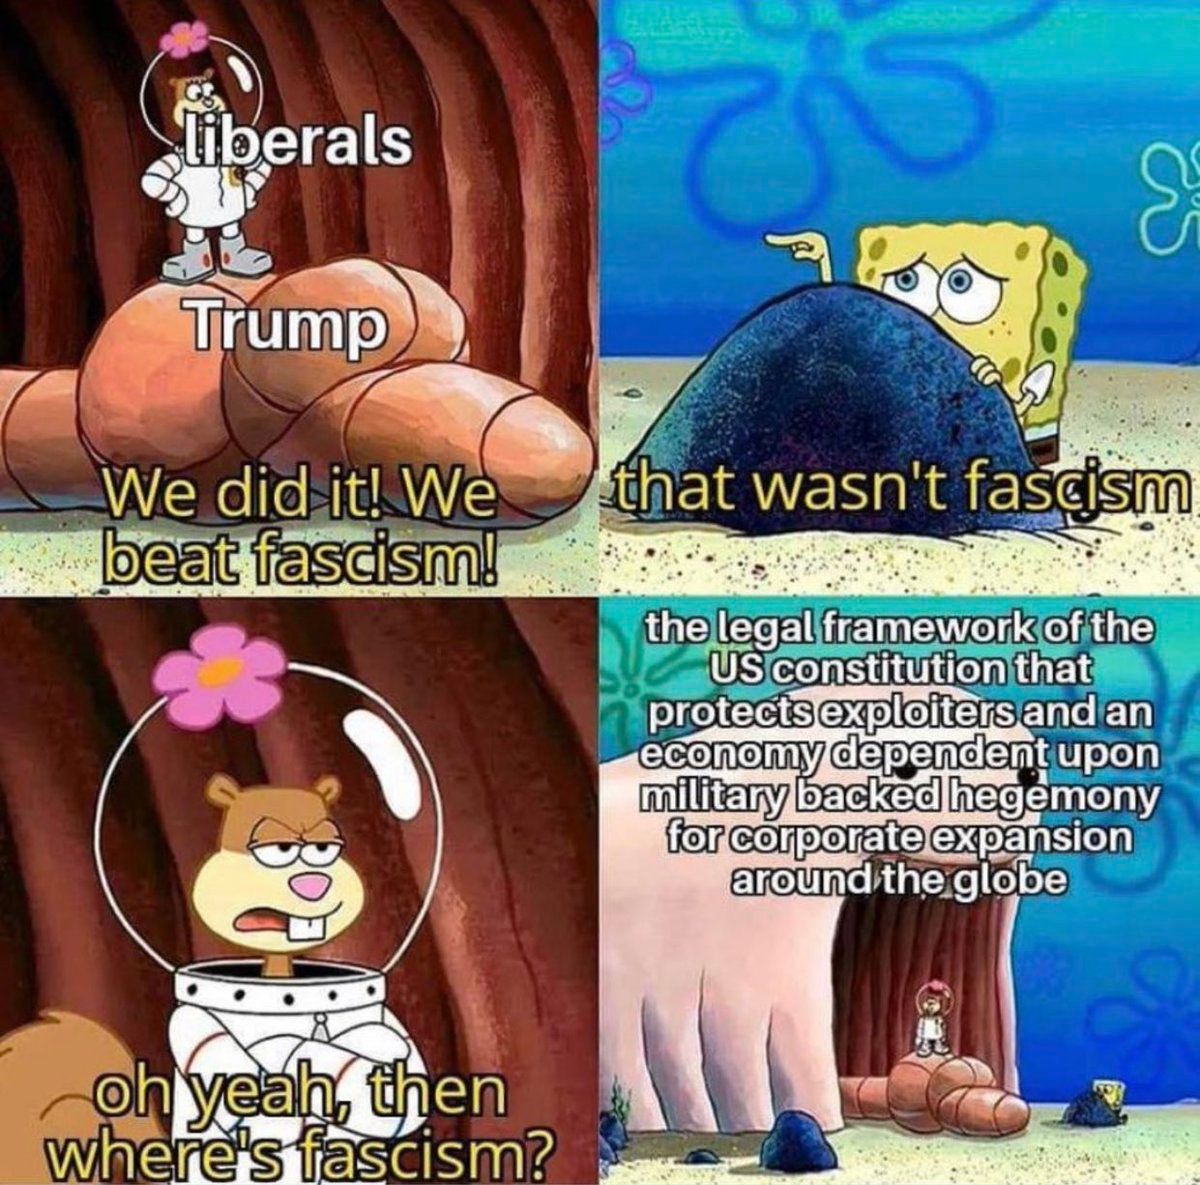 liberals
Trump
We did it! We
beat fascism!
that wasn't fascism
oh yeah, then
where's fascism?
the legal framework of the
US constitution that
protects exploiters and an
economy dependent upon
military backed hegemony
for corporate expansion
around the globe